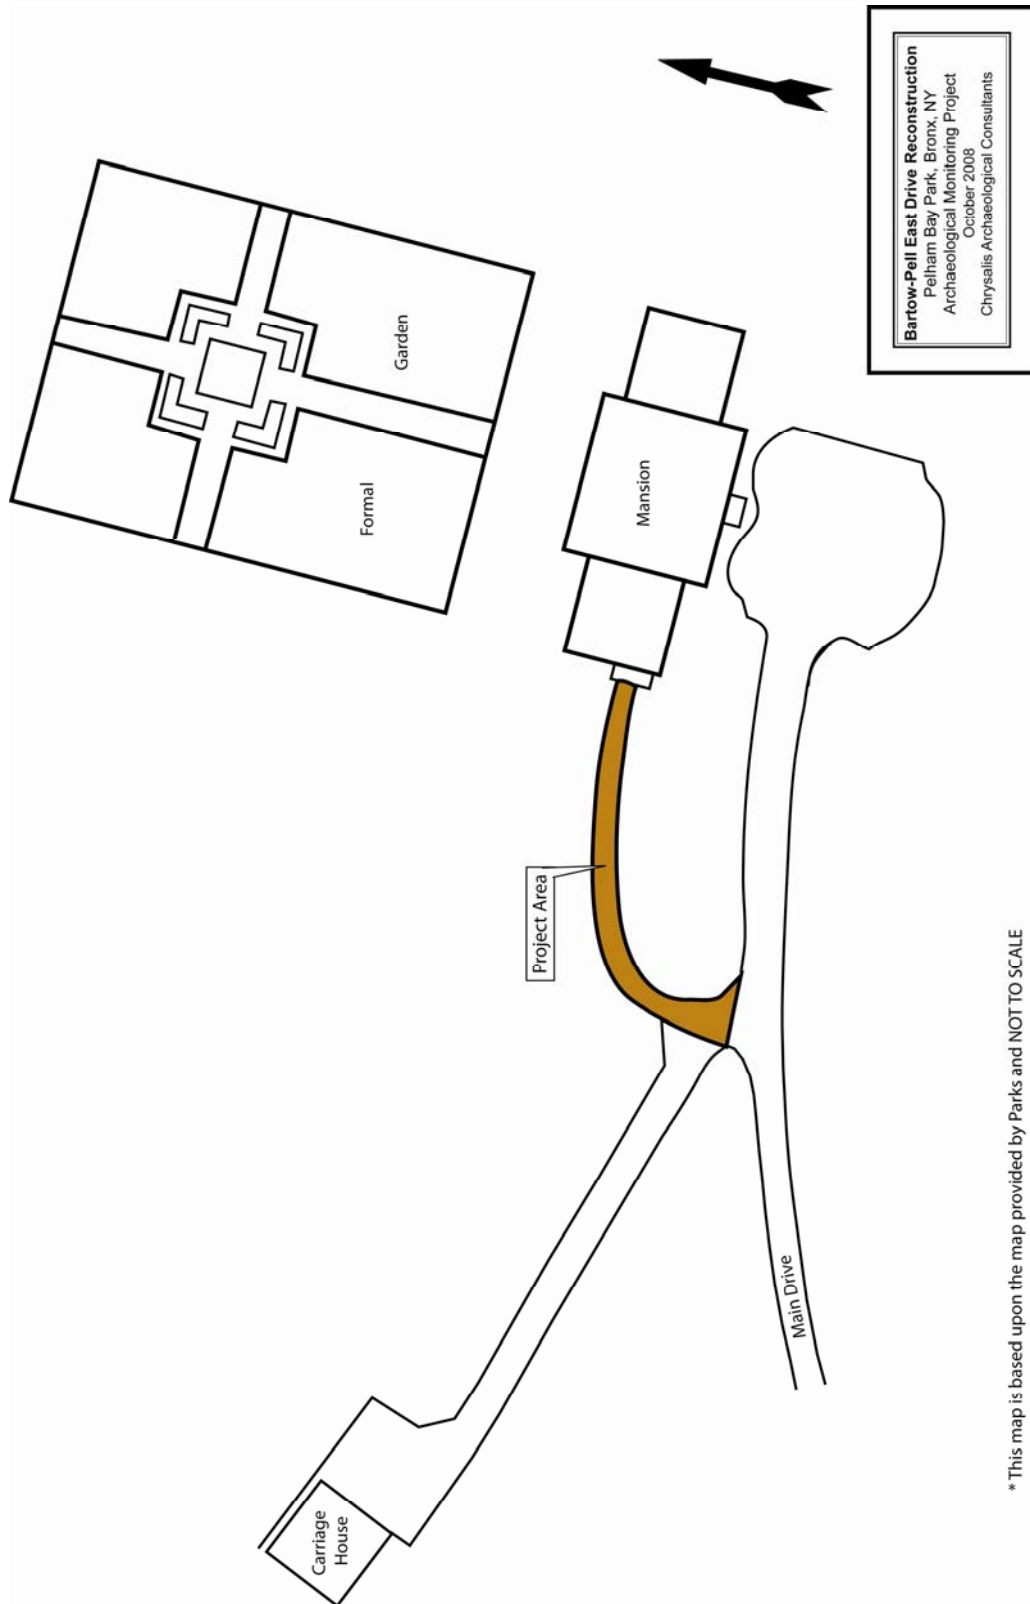 Bartow-Pell East Drive Reconstruction
Pelham Bay Park, Bronx, NY
Archaeological Monitoring Project
October 2008
Chrysalis Archaeological Consultants
Formal
Garden
Mansion
Project Area
Main Drive
Carriage
House
* This map is based upon the map provided by Parks and NOT TO SCALE